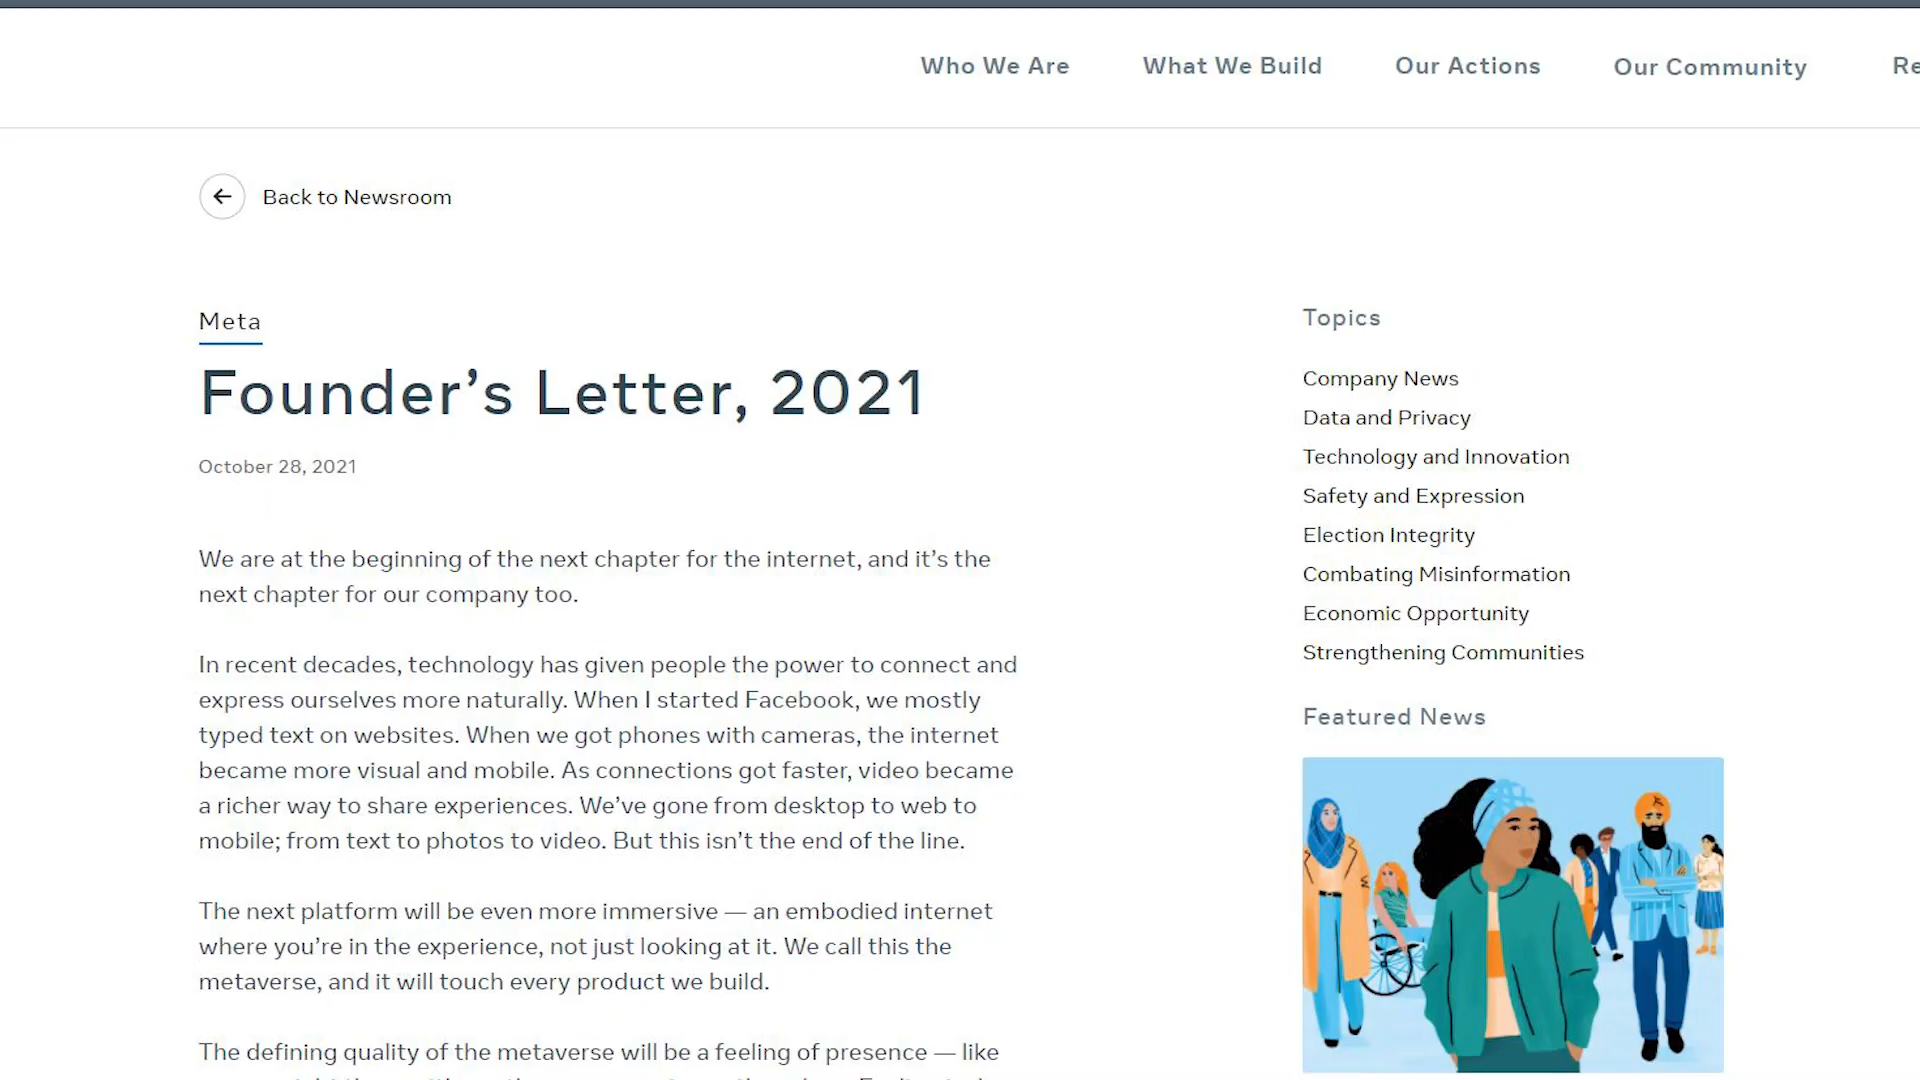 Who We Are
What We Build
Our Actions
Our Community
Back to Newsroom
Meta
Founder’s Letter, 2021
October 28, 2021
We are at the beginning of the next chapter for the internet, and it’s the
next chapter for our company too.
In recent decades, technology has given people the power to connect and
express ourselves more naturally. When I started Facebook, we mostly
typed text on websites. When we got phones with cameras, the internet
became more visual and mobile. As connections got faster, video became
a richer way to share experiences. We’ve gone from desktop to web to
mobile; from text to photos to video. But this isn’t the end of the line.
The next platform will be even more immersive — an embodied internet
where you’re in the experience, not just looking at it. We call this the
metaverse, and it will touch every product we build.
The defining quality of the metaverse will be a feeling of presence — like
Topics
Company News
Data and Privacy
Technology and Innovation
Safety and Expression
Election Integrity
Combating Misinformation
Economic Opportunity
Strengthening Communities
Featured News